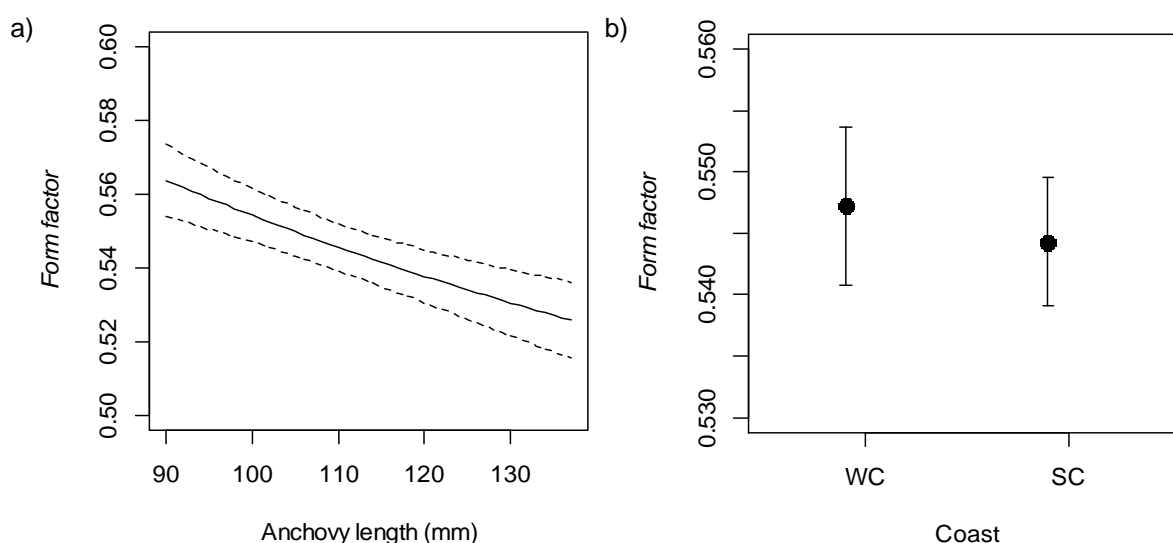 a)
Form factor
0.60
0.58
0.56
0.54
0.52
0.50
90 100 110 120 130
Anchovy length (mm)
b)
Form factor
0.560
0.550
0.540
0.530
WC SC
Coast